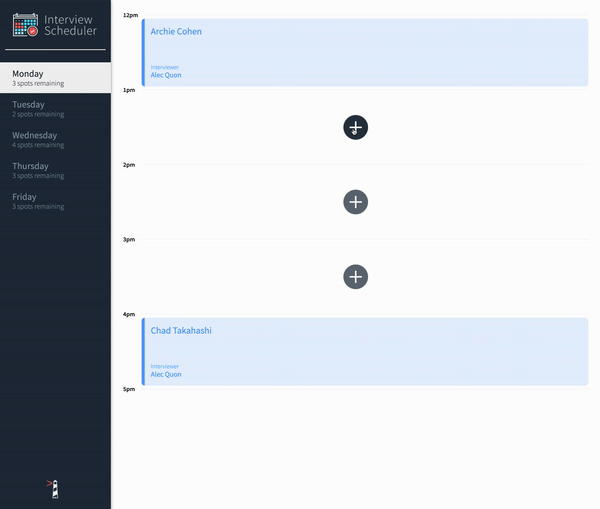 Interview
Scheduler
Monday
3 spots remaining
Tuesday
2 spots remaining
Wednesday
4 spots remaining
Thursday
3 spots remaining
Friday
3 spots remaining
12pm
Archie Cohen
Interviewer
Alec Quon
1pm
2pm
3pm
4pm
Chad Takahashi
Interviewer
Alec Quon
5pm